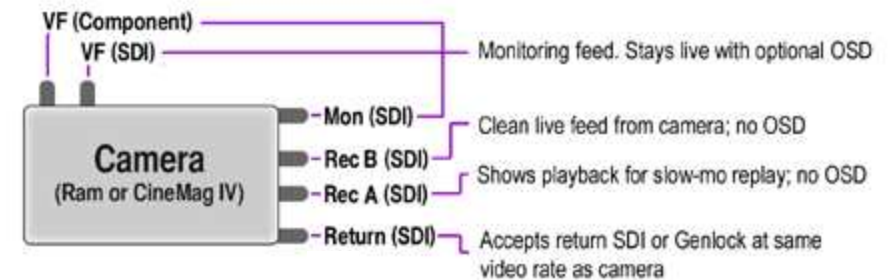 VF (Component)
VF (SDI)
Monitoring feed. Stays live with optional OSD
Mon (SDI)
Clean live feed from camera; no OSD
Camera
(Ram or CineMag IV)
Rec B (SDI)
Shows playback for slow-mo replay; no OSD
Rec A (SDI)
Return (SDI)
Accepts return SDI or Genlock at same
video rate as camera